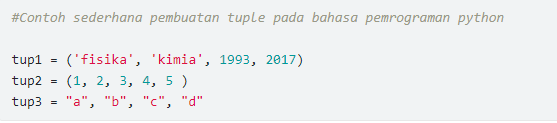 #Contoh sederhana pembuatan tuple pada bahasa pemrograman python
tup1 = ('fisika', 'kimia', 1993, 2017)
tup2 = (1, 2, 3, 4, 5 )
tup3 = "a", "b", "c", "d"